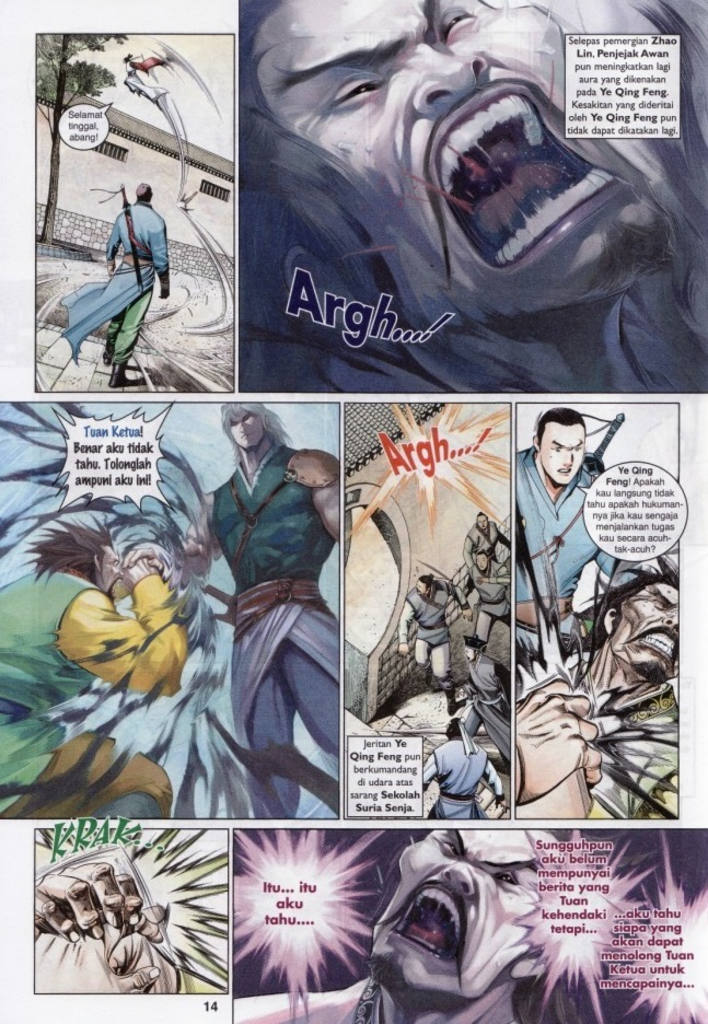 Selamat
tinggal,
abang!
Selepas pemergian Zhao
Lin, Penjejak Awan
pun meningkatkan lagi
aura yang dikenakan
pada Ye Qing Feng.
Kesakitan yang dideritai
oleh Ye Qing Feng pun
tidak dapat dikatakan lagi.
Argh....!
Tuan Ketua!
Benar aku tidak
tahu. Tolonglah
ampuni aku ini!
Argh....!
Jeritan Ye
Qing Feng pun
berkumandang
di udara atas
sarang Sekolah
Suria Senja.
Ye Qing
Feng! Apakah
kau langsung tidak
tahu apakah hukuman-
nya jika kau sengaja
menjalankan tugas
kau secara acuh-
tak-acuh?
KRAK...
Itu... itu
aku
tahu....
Sungguhpun
aku belum
mempunyai
berita yang
Tuan
kehendaki
tetapi...
...aku tahu
siapa yang
akan dapat
menolong Tuan
Ketua untuk
mencapainya...
14